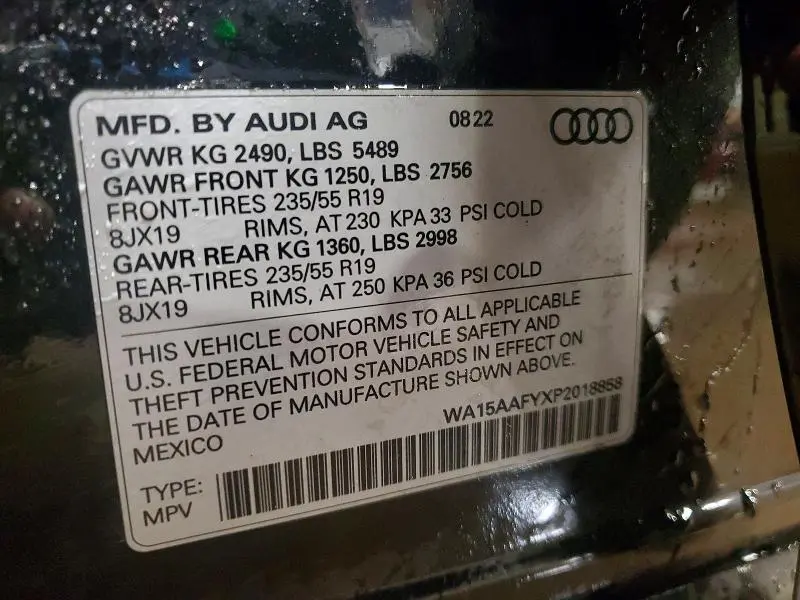 MFD. BY AUDI AG 0822
GVWR KG 2490, LBS 5489
GAWR FRONT KG 1250, LBS 2756
FRONT-TIRES 235/55 R19
8JX19 RIMS, AT 230 KPA 33 PSI COLD
GAWR REAR KG 1360, LBS 2998
REAR-TIRES 235/55 R19
8JX19 RIMS, AT 250 KPA 36 PSI COLD
THIS VEHICLE CONFORMS TO ALL APPLICABLE
U.S. FEDERAL MOTOR VEHICLE SAFETY AND
THEFT PREVENTION STANDARDS IN EFFECT ON
THE DATE OF MANUFACTURE SHOWN ABOVE.
MEXICO WA15AAFYXP2018858
TYPE:
MPV